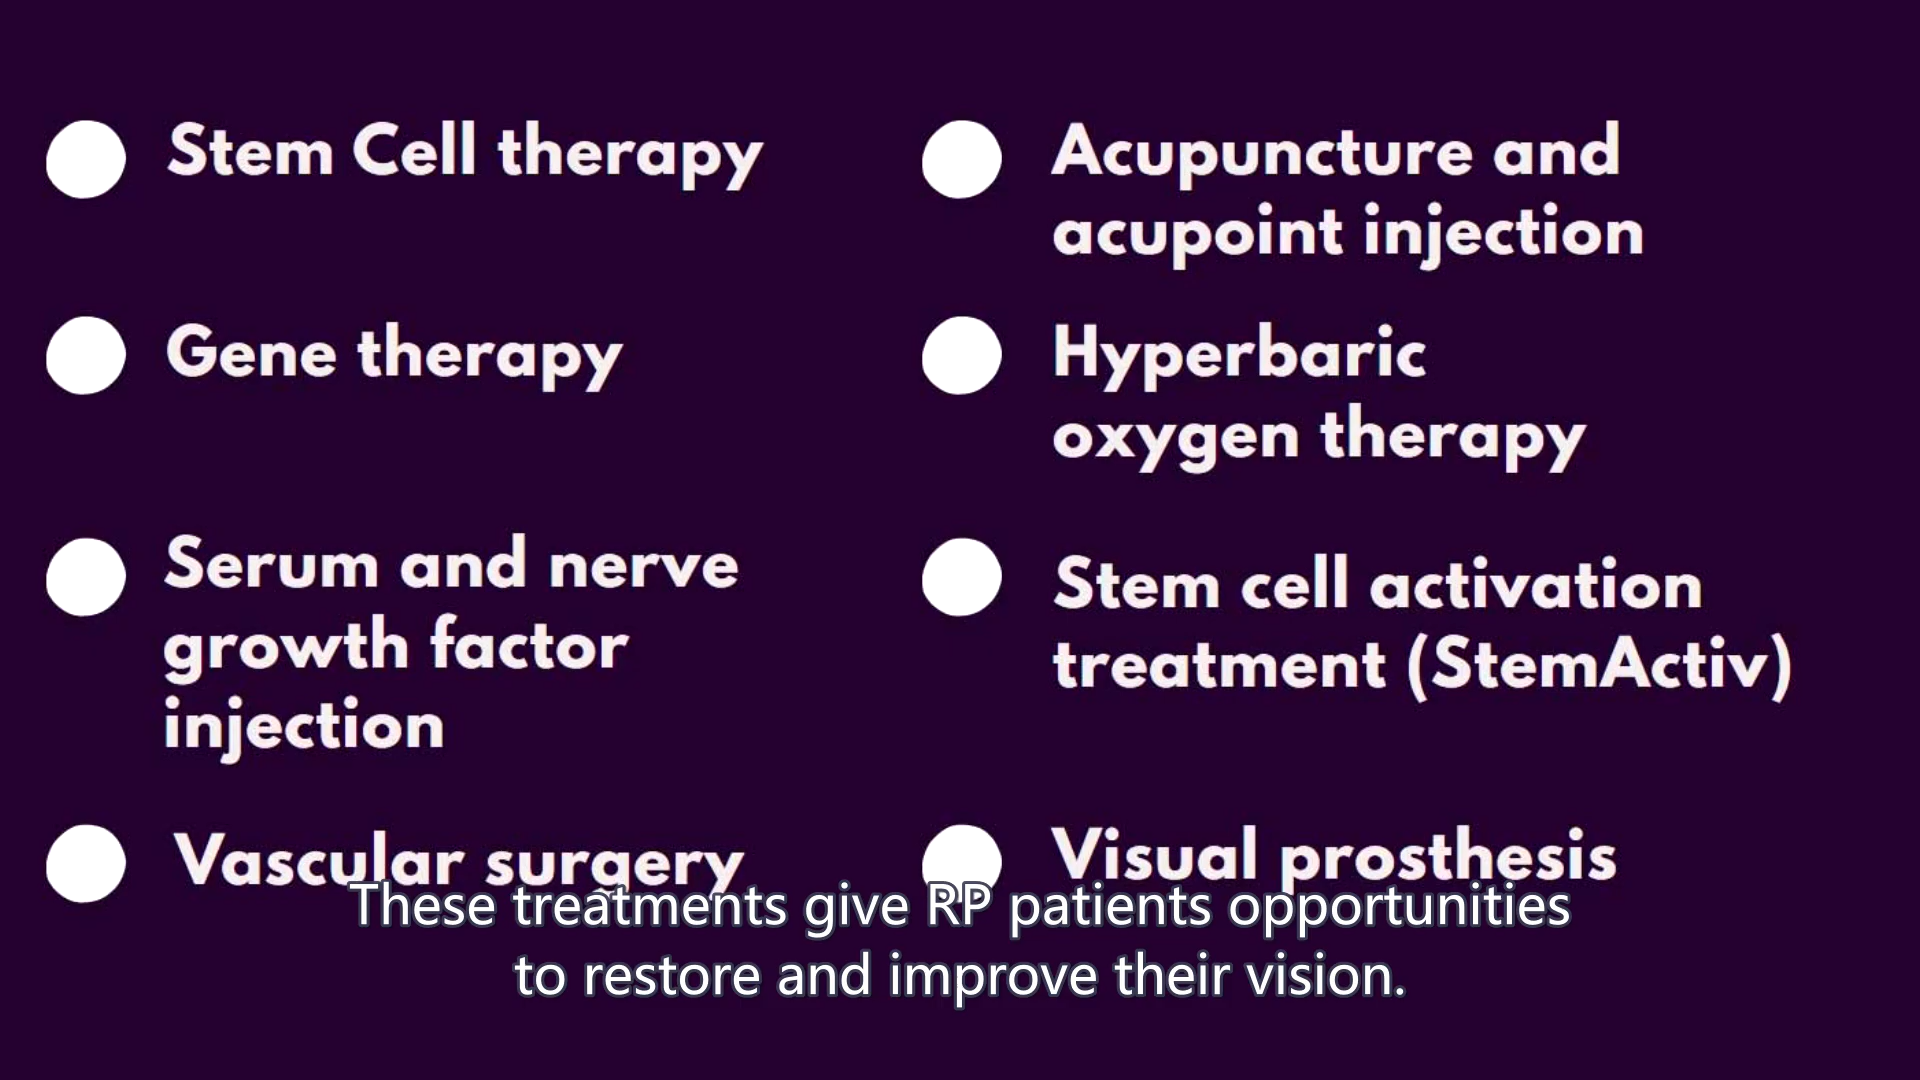 Stem Cell therapy
Gene therapy
Serum and nerve
growth factor
injection
Vascular surgery
Acupuncture and
acupoint injection
Hyperbaric
oxygen therapy
Stem cell activation
treatment (StemActiv)
Visual prosthesis
These treatments give RP patients opportunities
to restore and improve their vision.